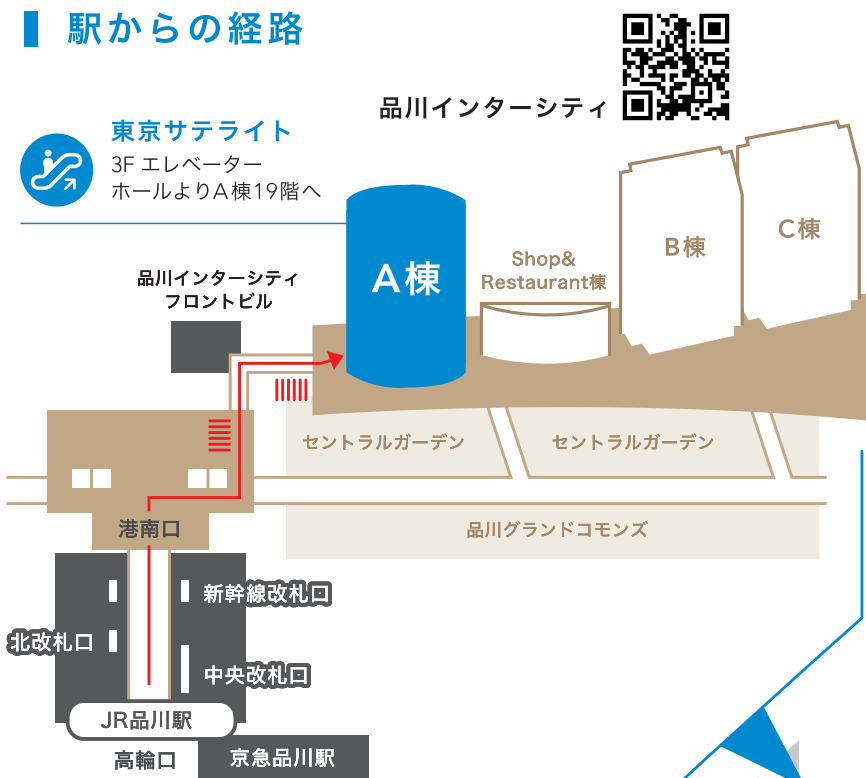 駅からの経路
品川インターシティ
東京サテライト
3F エレベーター
ホールよりA棟19階へ
A棟
Shop&
Restaurant棟
B棟
C棟
品川インターシティ
フロントビル
セントラルガーデン
セントラルガーデン
品川グランドコモンズ
港南口
新幹線改札口
北改札口
中央改札口
JR品川駅
高輪口
京急品川駅